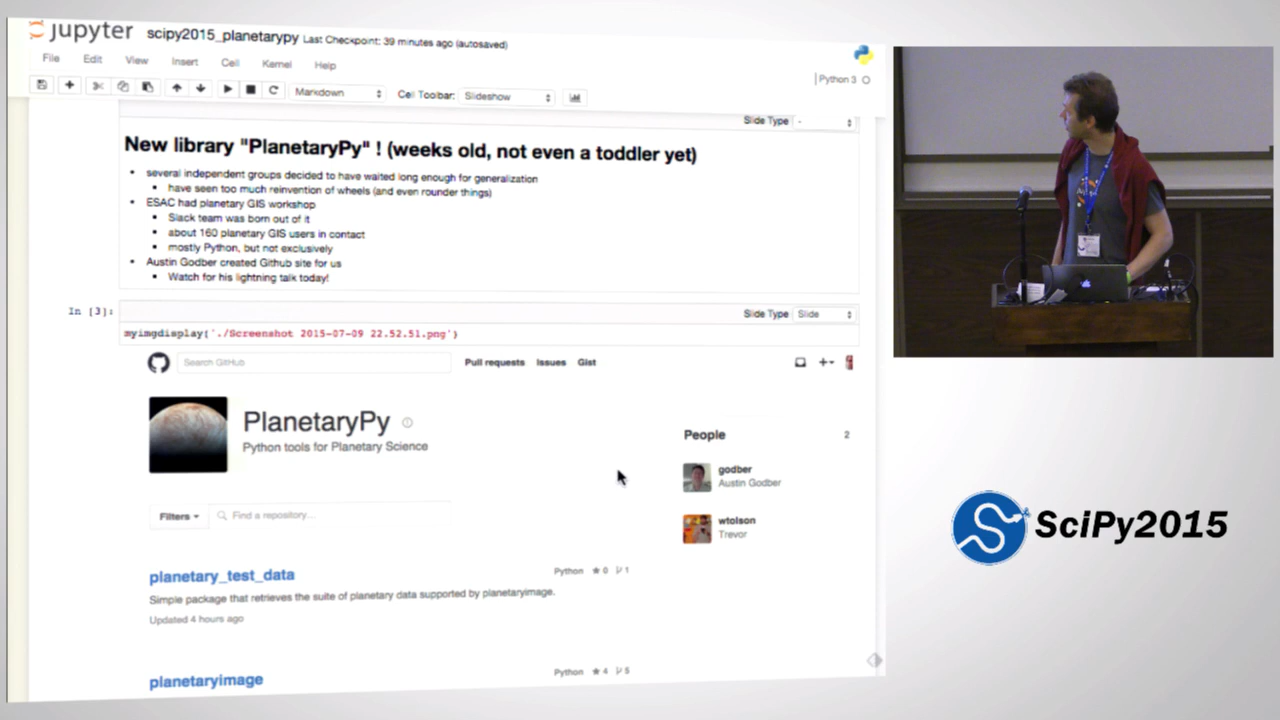 jupyter scipy2015_planetarypy Last Checkpoint: 39 minutes ago (autosaved)
File Edit View Insert Cell Kernel Help
Python 3
Markdown Cell Toolbar: Slideshow
Slide Type -
New library "PlanetaryPy" ! (weeks old, not even a toddler yet)
several independent groups decided to have waited long enough for generalization
have seen too much reinvention of wheels (and even rounder things)
ESAC had planetary GIS workshop
Slack team was born out of it
about 160 planetary GIS users in contact
mostly Python, but not exclusively
Austin Godber created Github site for us
Watch for his lightning talk today!
In [3]:
Slide Type Slide
myimgdisplay('./Screenshot 2015-07-09 22.52.51.png')
Search GitHub Pull requests Issues Gist
PlanetaryPy
Python tools for Planetary Science
People 2
godber
Austin Godber
wtolson
Trevor
Filters Find a repository...
planetary_test_data Python 0 1
Simple package that retrieves the suite of planetary data supported by planetaryimage.
Updated 4 hours ago
planetaryimage Python 4 5
SciPy2015